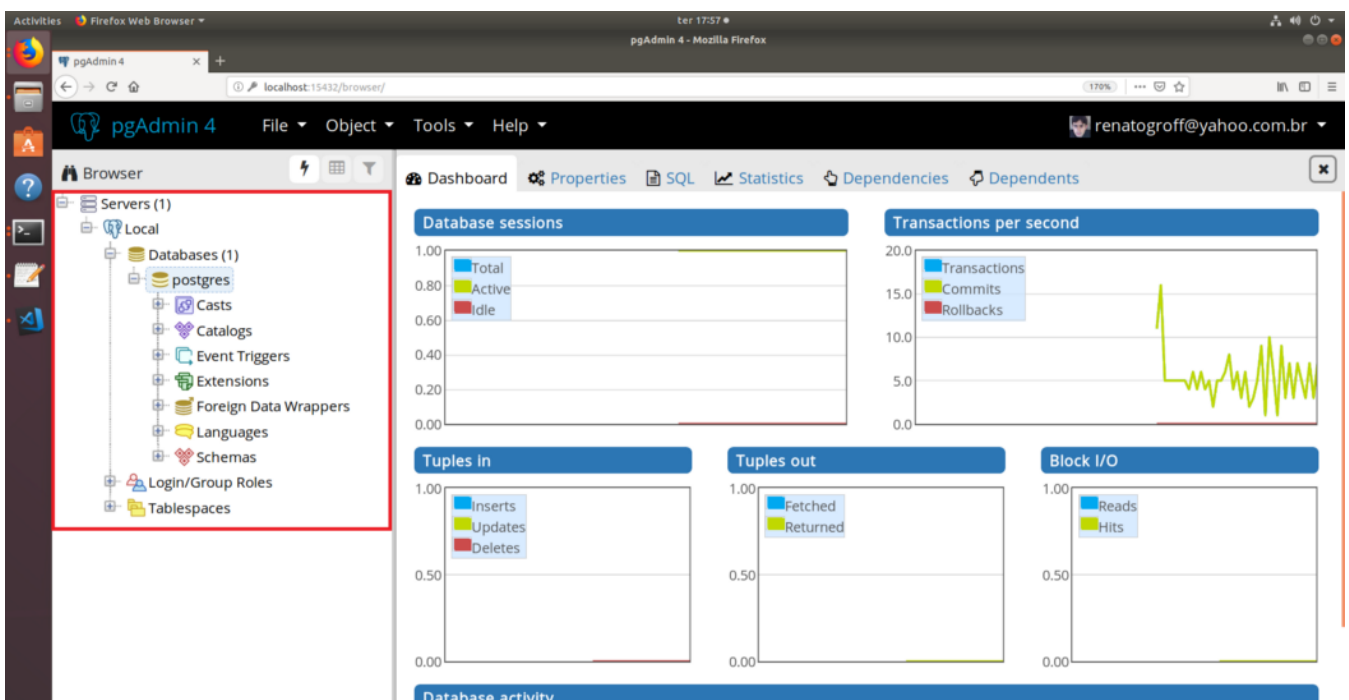 Activities Firefox Web Browser
ter 17:57
pgAdmin 4 - Mozilla Firefox
pgAdmin 4
localhost:15432/browser/
170%
pgAdmin 4
File Object Tools Help
renatogroff@yahoo.com.br
Browser
Servers (1)
Local
Databases (1)
postgres
Casts
Catalogs
Event Triggers
Extensions
Foreign Data Wrappers
Languages
Schemas
Login/Group Roles
Tablespaces
Dashboard Properties SQL Statistics Dependencies Dependents
Database sessions
1.00
0.80
0.60
0.40
0.20
0.00
Total
Active
Idle
Transactions per second
20.0
15.0
10.0
5.0
0.0
Transactions
Commits
Rollbacks
Tuples in
1.00
0.50
0.00
Inserts
Updates
Deletes
Tuples out
1.00
0.50
0.00
Fetched
Returned
Block I/O
1.00
0.50
0.00
Reads
Hits
Database activity